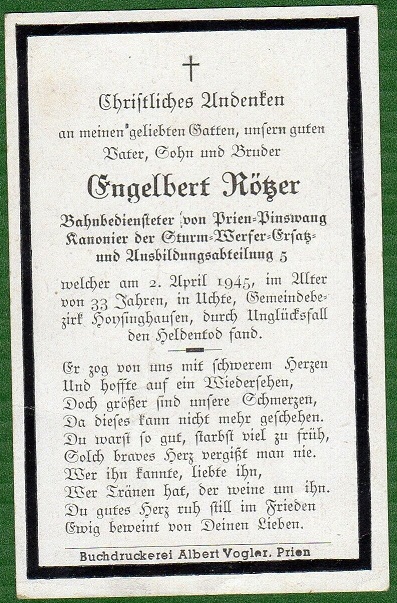 Christliches Andenken
an meinen geliebten Gatten, unsern guten
Vater, Sohn und Bruder
Engelbert Rötzer
Bahnbediensteter von Prien-Pinswang
Kanonier der Sturm-Werfer-Ersatz-
und Ausbildungsabteilung 5
welcher am 2. April 1945, im Alter
von 33 Jahren, in Uchte, Gemeindebe-
zirk Hoysinghausen, durch Unglücksfall
den Heldentod fand.
Er zog von uns mit schwerem Herzen
Und hoffte auf ein Wiedersehen,
Doch größer sind unsere Schmerzen,
Da dieses kann nicht mehr geschehen.
Du warst so gut, starbst viel zu früh,
Solch braves Herz vergißt man nie.
Wer ihn kannte, liebte ihn,
Wer Tränen hat, der weine um ihn.
Du gutes Herz ruh still im Frieden
Ewig beweint von Deinen Lieben.
Buchdruckerei Albert Vogler, Prien